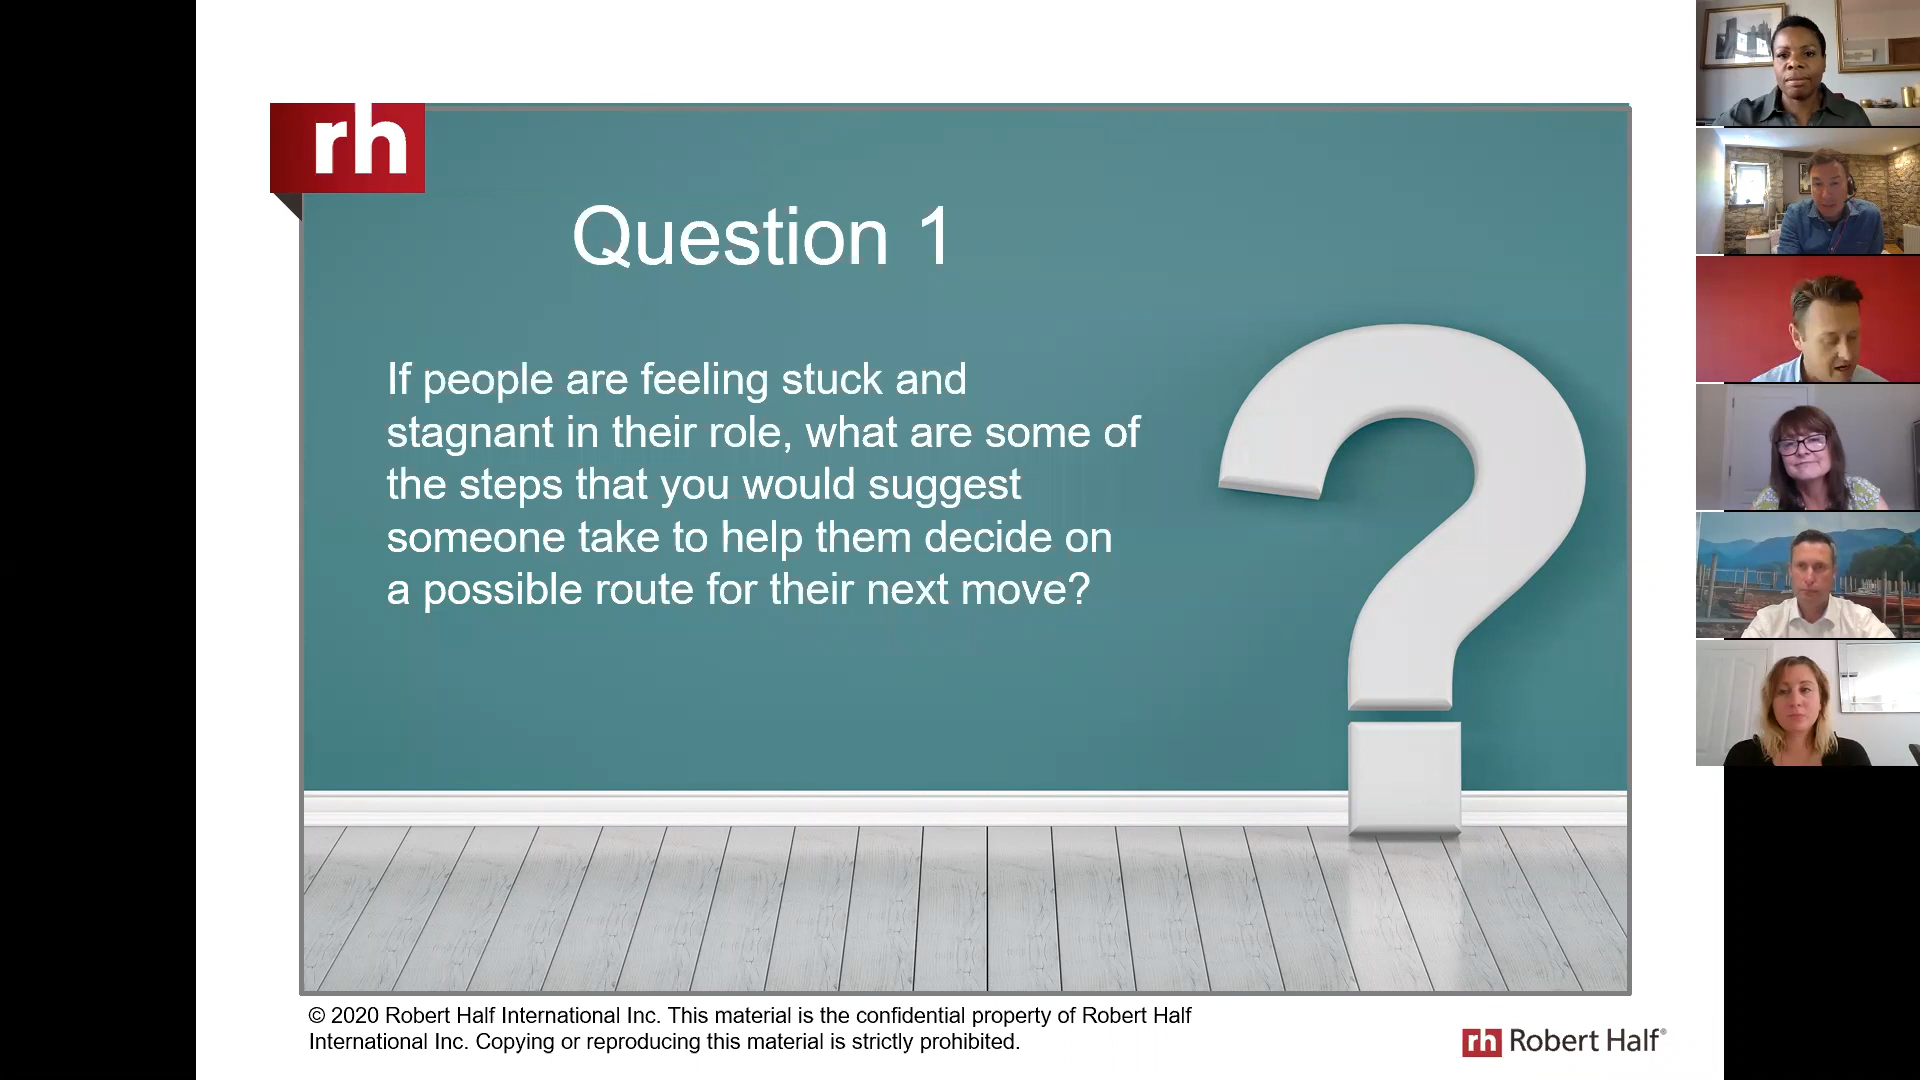 rh
Question 1
If people are feeling stuck and
stagnant in their role, what are some of
the steps that you would suggest
someone take to help them decide on
a possible route for their next move?
© 2020 Robert Half International Inc. This material is the confidential property of Robert Half
International Inc. Copying or reproducing this material is strictly prohibited.
rh Robert Half®